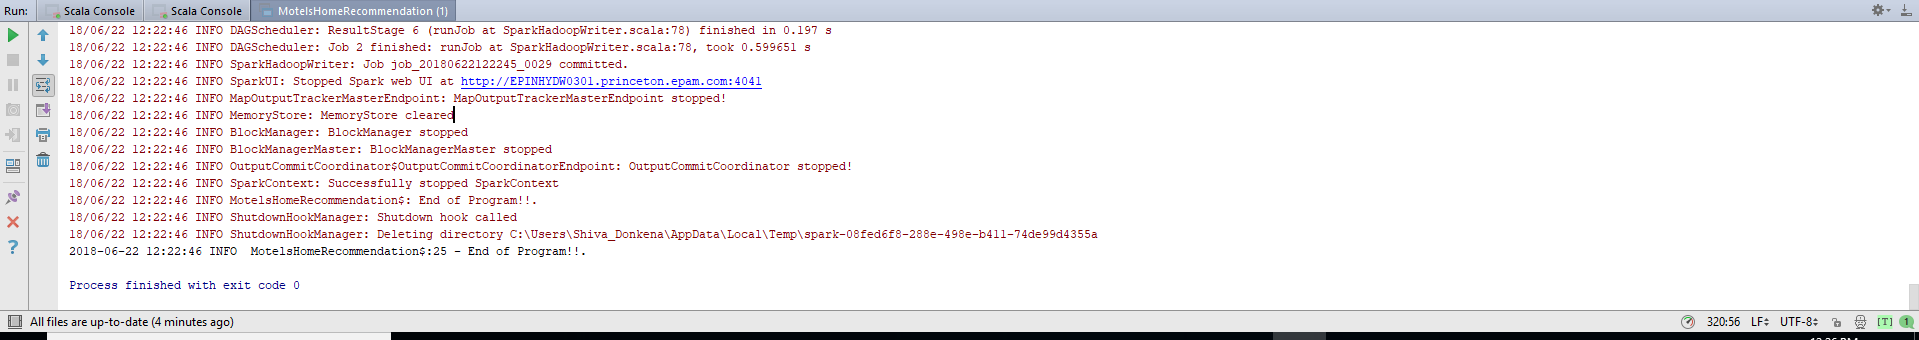 Run: Scala Console Scala Console MotelsHomeRecommendation (1)
18/06/22 12:22:46 INFO DAGScheduler: ResultStage 6 (runJob at SparkHadoopWriter.scala:78) finished in 0.197 s
18/06/22 12:22:46 INFO DAGScheduler: Job 2 finished: runJob at SparkHadoopWriter.scala:78, took 0.599651 s
18/06/22 12:22:46 INFO SparkHadoopWriter: Job job_20180622122245_0029 committed.
18/06/22 12:22:46 INFO SparkUI: Stopped Spark web UI at http://EPINHYDW0301.princeton.epam.com:4041
18/06/22 12:22:46 INFO MapOutputTrackerMasterEndpoint: MapOutputTrackerMasterEndpoint stopped!
18/06/22 12:22:46 INFO MemoryStore: MemoryStore cleared
18/06/22 12:22:46 INFO BlockManager: BlockManager stopped
18/06/22 12:22:46 INFO BlockManagerMaster: BlockManagerMaster stopped
18/06/22 12:22:46 INFO OutputCommitCoordinator$OutputCommitCoordinatorEndpoint: OutputCommitCoordinator stopped!
18/06/22 12:22:46 INFO SparkContext: Successfully stopped SparkContext
18/06/22 12:22:46 INFO MotelsHomeRecommendation$: End of Program!!.
18/06/22 12:22:46 INFO ShutdownHookManager: Shutdown hook called
18/06/22 12:22:46 INFO ShutdownHookManager: Deleting directory C:\Users\Shiva_Donkena\AppData\Local\Temp\spark-08fed6f8-288e-498e-b411-74de99d4355a
2018-06-22 12:22:46 INFO  MotelsHomeRecommendation$:25 - End of Program!!.
Process finished with exit code 0
All files are up-to-date (4 minutes ago) 320:56 LF UTF-8 [T] 1